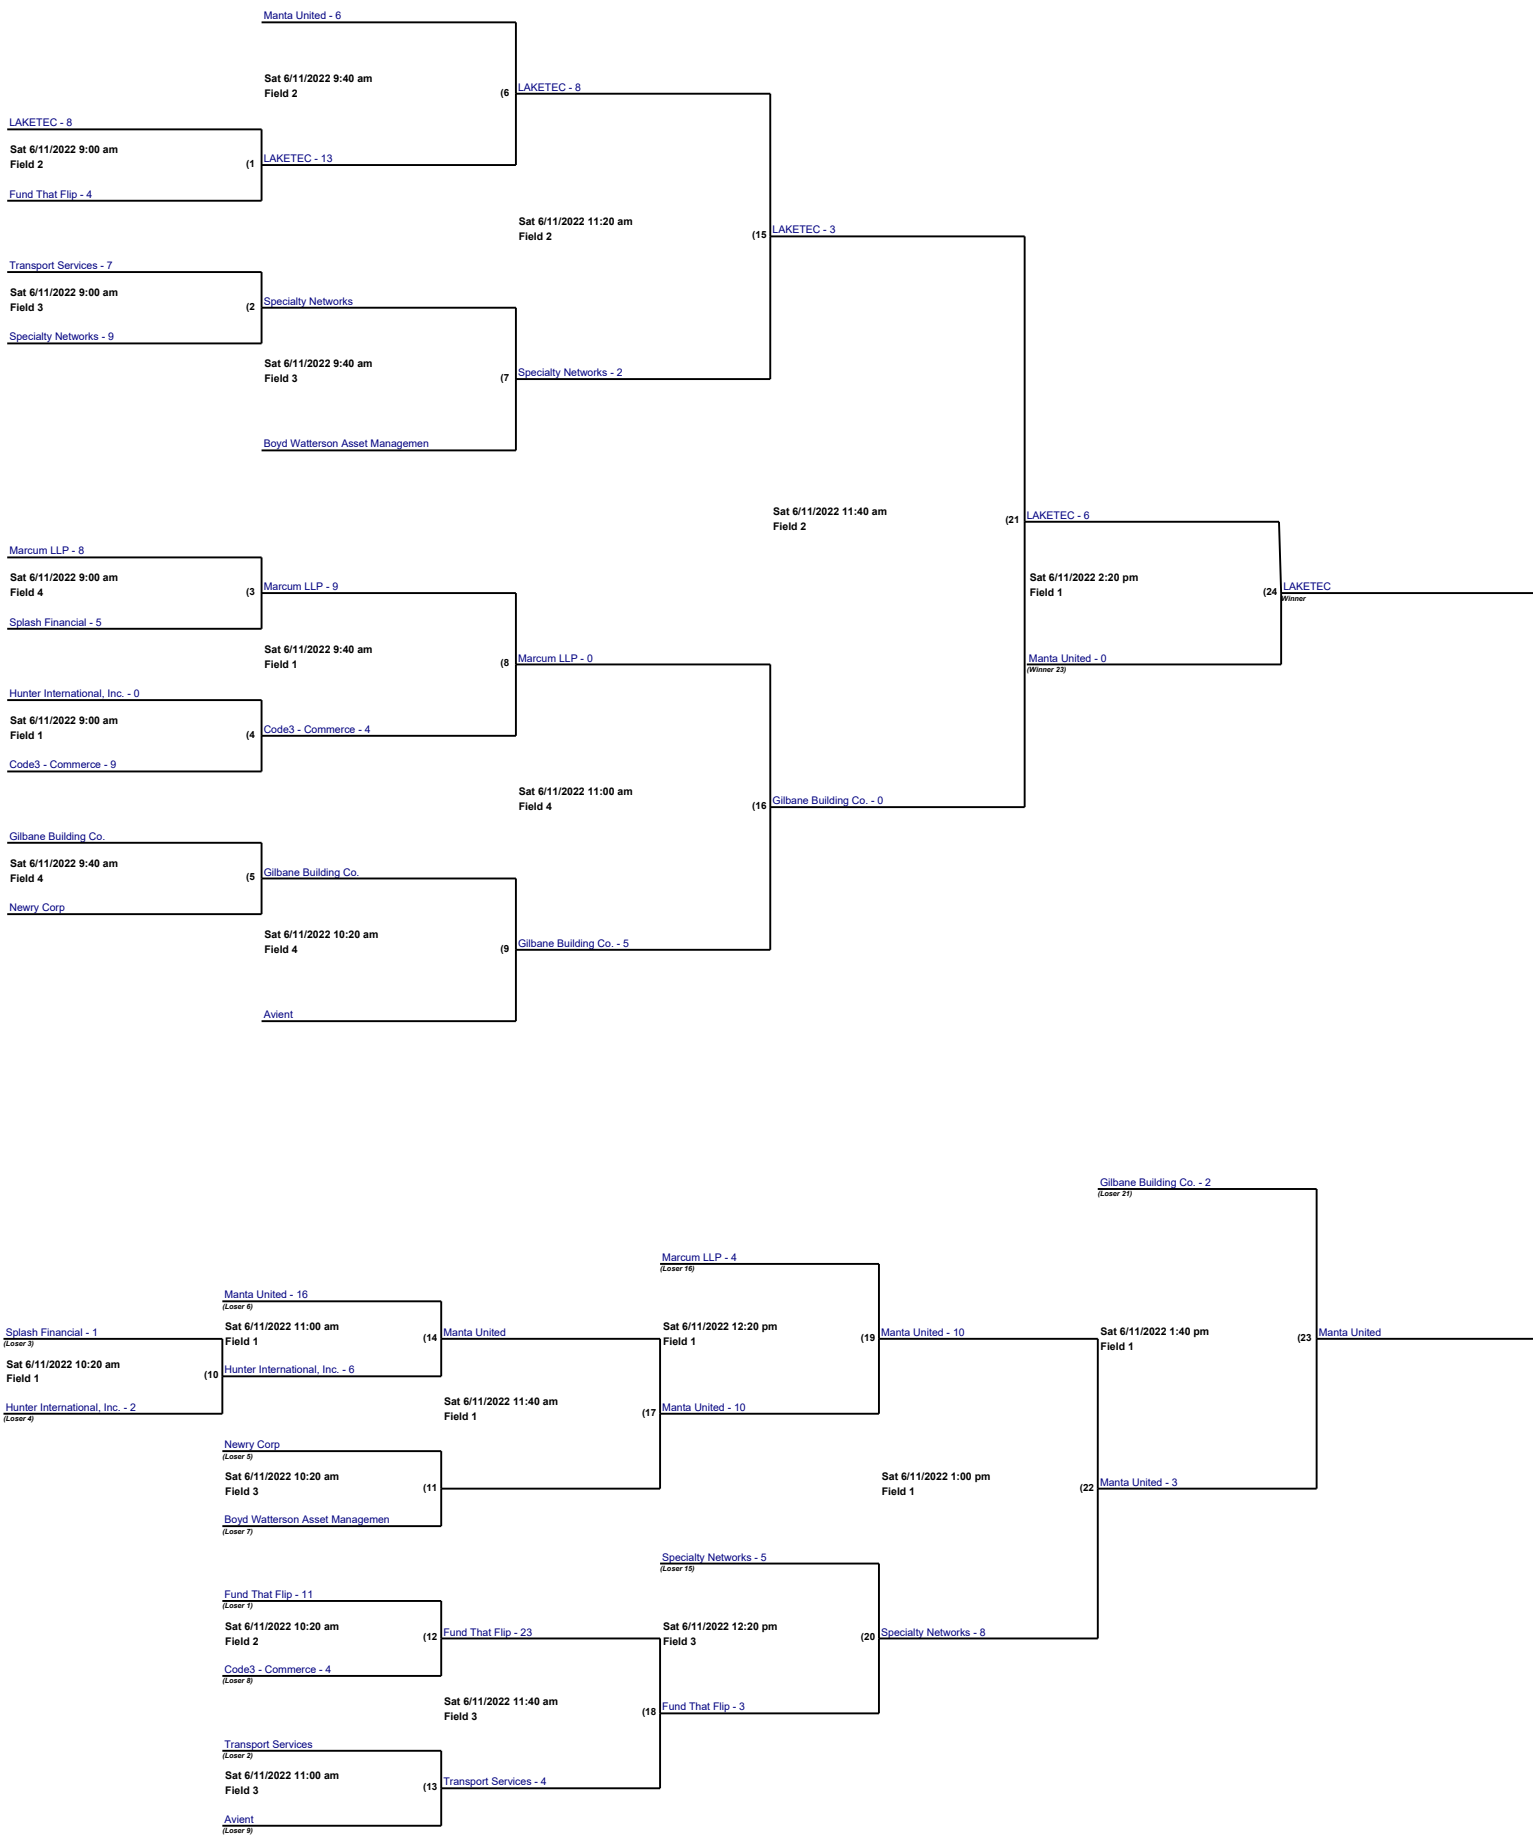 Manta United - 6
Sat 6/11/2022 9:40 am
Field 2
(6
LAKETEC - 8
LAKETEC - 8
Sat 6/11/2022 9:00 am
Field 2
(1
LAKETEC - 13
Fund That Flip - 4
Sat 6/11/2022 11:20 am
Field 2
(15
LAKETEC - 3
Transport Services - 7
Sat 6/11/2022 9:00 am
Field 3
(2
Specialty Networks
Specialty Networks - 9
Sat 6/11/2022 9:40 am
Field 3
(7
Specialty Networks - 2
Boyd Watterson Asset Managemen
Sat 6/11/2022 11:40 am
Field 2
(21
LAKETEC - 6
Marcum LLP - 8
Sat 6/11/2022 9:00 am
Field 4
(3
Marcum LLP - 9
Sat 6/11/2022 2:20 pm
Field 1
(24
LAKETEC
Winner
Splash Financial - 5
Sat 6/11/2022 9:40 am
Field 1
(8
Marcum LLP - 0
Manta United - 0
(Winner 23)
Hunter International, Inc. - 0
Sat 6/11/2022 9:00 am
Field 1
(4
Code3 - Commerce - 4
Code3 - Commerce - 9
Sat 6/11/2022 11:00 am
Field 4
(16
Gilbane Building Co. - 0
Gilbane Building Co.
Sat 6/11/2022 9:40 am
Field 4
(5
Gilbane Building Co.
Newry Corp
Sat 6/11/2022 10:20 am
Field 4
(9
Gilbane Building Co. - 5
Avient
Gilbane Building Co. - 2
(Loser 21)
Marcum LLP - 4
(Loser 16)
Manta United - 16
(Loser 6)
Splash Financial - 1
(Loser 3)
Sat 6/11/2022 11:00 am
Field 1
(14
Manta United
Sat 6/11/2022 12:20 pm
Field 1
(19
Manta United - 10
Sat 6/11/2022 1:40 pm
Field 1
(23
Manta United
Sat 6/11/2022 10:20 am
Field 1
(10
Hunter International, Inc. - 6
Hunter International, Inc. - 2
(Loser 4)
Sat 6/11/2022 11:40 am
Field 1
(17
Manta United - 10
Newry Corp
(Loser 5)
Sat 6/11/2022 10:20 am
Field 3
(11
Sat 6/11/2022 1:00 pm
Field 1
(22
Manta United - 3
Boyd Watterson Asset Managemen
(Loser 7)
Specialty Networks - 5
(Loser 15)
Fund That Flip - 11
(Loser 1)
Sat 6/11/2022 10:20 am
Field 2
(12
Fund That Flip - 23
Sat 6/11/2022 12:20 pm
Field 3
(20
Specialty Networks - 8
Code3 - Commerce - 4
(Loser 8)
Sat 6/11/2022 11:40 am
Field 3
(18
Fund That Flip - 3
Transport Services
(Loser 2)
Sat 6/11/2022 11:00 am
Field 3
(13
Transport Services - 4
Avient
(Loser 9)